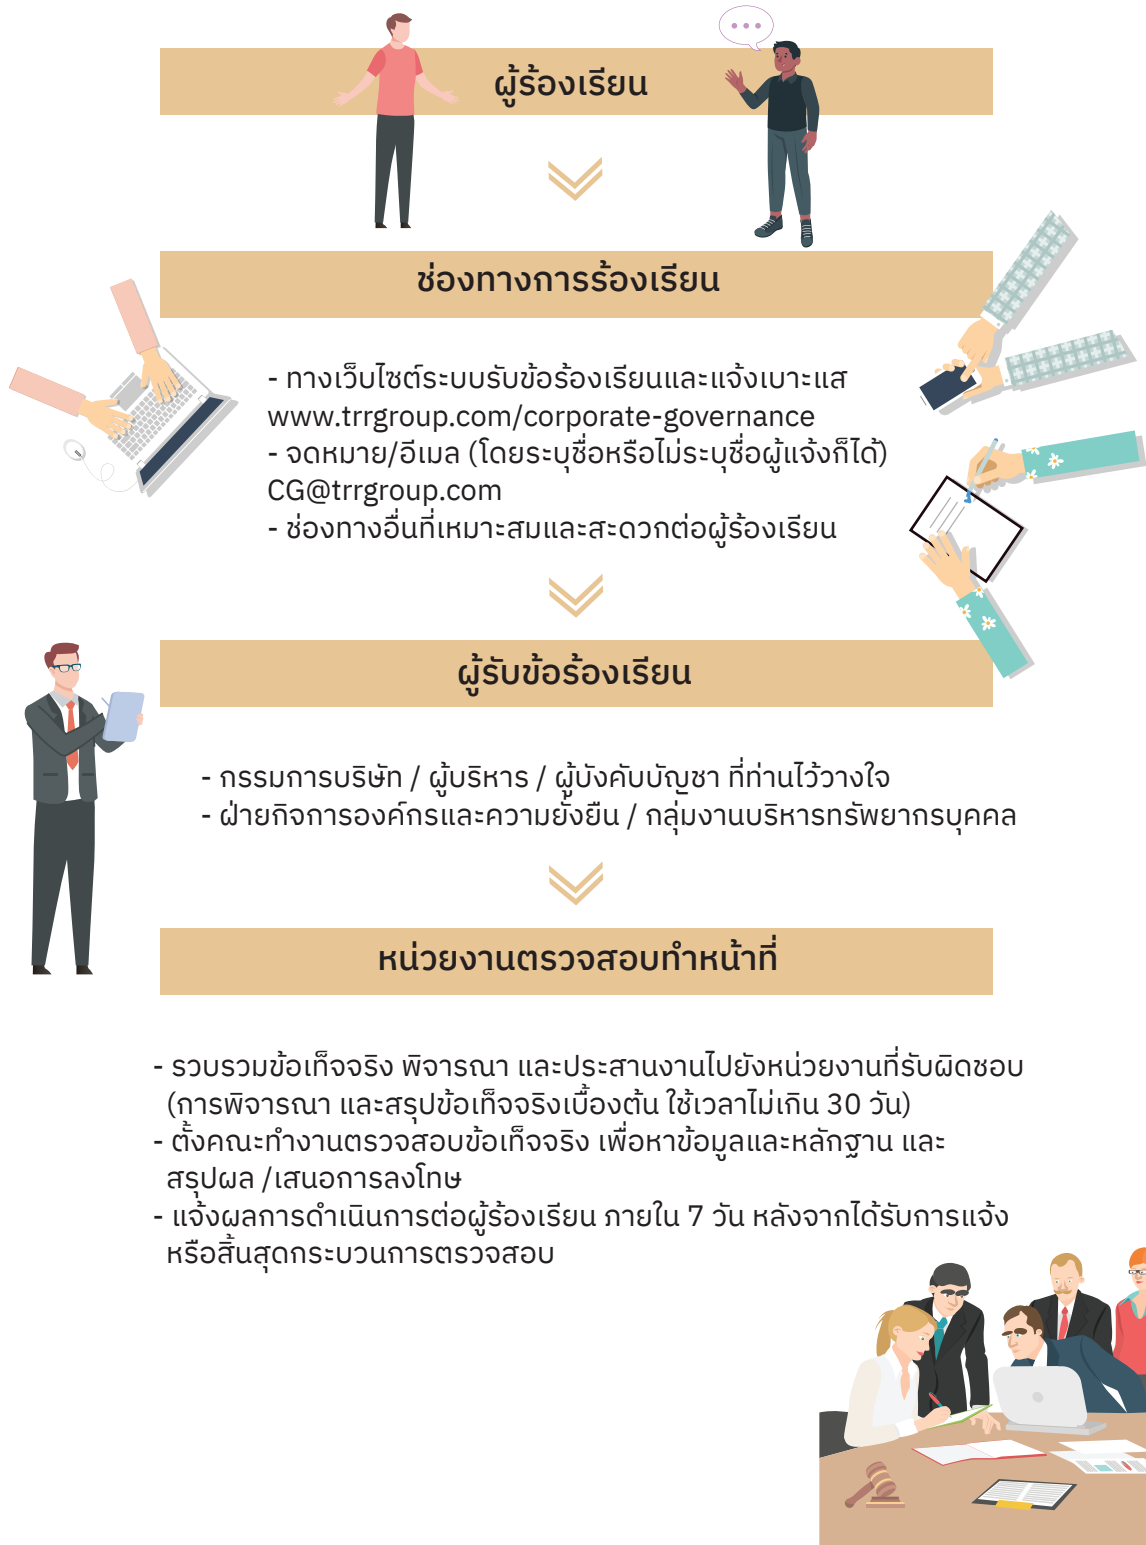 ผู้ร้องเรียน
ช่องทางการร้องเรียน
- ทางเว็บไซต์ระบบรับข้อร้องเรียนและแจ้งเบาะแส
www.trrgroup.com/corporate-governance
- จดหมาย/อีเมล (โดยระบุชื่อหรือไม่ระบุชื่อผู้แจ้งก็ได้)
CG@trrgroup.com
- ช่องทางอื่นที่เหมาะสมและสะดวกต่อผู้ร้องเรียน
ผู้รับข้อร้องเรียน
- กรรมการบริษัท / ผู้บริหาร / ผู้บังคับบัญชา ที่ท่านไว้วางใจ
- ฝ่ายกิจการองค์กรและความยั่งยืน / กลุ่มงานบริหารทรัพยากรบุคคล
หน่วยงานตรวจสอบทำหน้าที่
- รวบรวมข้อเท็จจริง พิจารณา และประสานงานไปยังหน่วยงานที่รับผิดชอบ
(การพิจารณา และสรุปข้อเท็จจริงเบื้องต้น ใช้เวลาไม่เกิน 30 วัน)
- ตั้งคณะทำงานตรวจสอบข้อเท็จจริง เพื่อหาข้อมูลและหลักฐาน และ
สรุปผล /เสนอการลงโทษ
- แจ้งผลการดำเนินการต่อผู้ร้องเรียน ภายใน 7 วัน หลังจากได้รับการแจ้ง
หรือสิ้นสุดกระบวนการตรวจสอบ